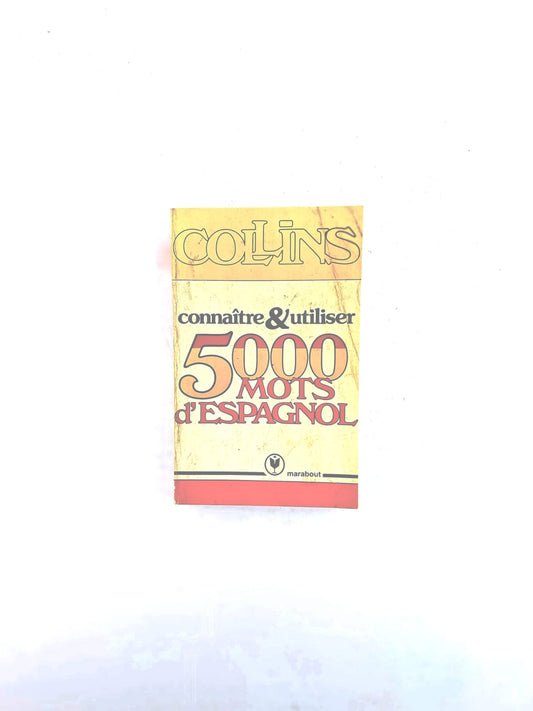 COLLINS
connaître & utiliser
5000
MOTS
d'ESPAGNOL
marabout